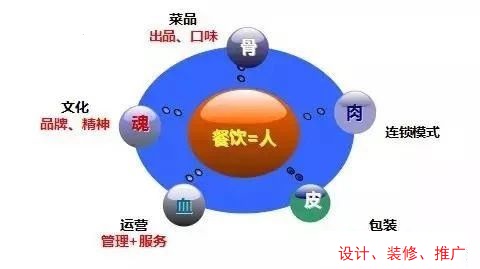 菜品
出品、口味
骨
文化
品牌、精神
魂
肉
连锁模式
餐饮=人
血
皮
运营
管理+服务
包装
设计、装修、推广